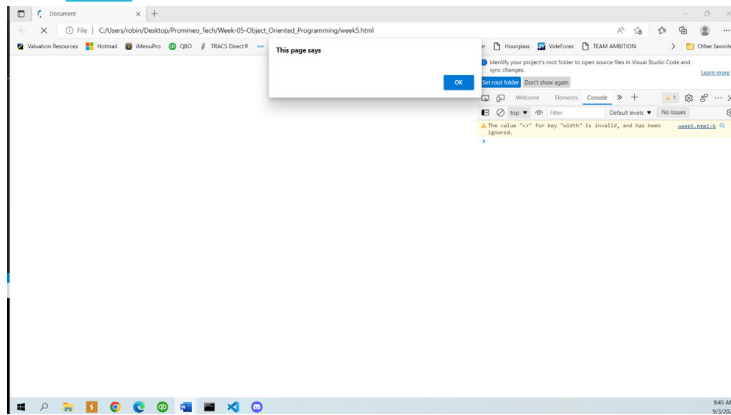 Document
File | C:/Users/robin/Desktop/Promineo_Tech/Week-05-Object_Oriented_Programming/week5.html
Valuation Resources Hotmail iMenuPro QBO TRACS Direct® Hourglass VideForex TEAM AMBITION Other favorite
This page says
OK
Identify your project's root folder to open source files in Visual Studio Code and
sync changes.
Learn more
Set root folder Don't show again
Welcome Elements Console 1
top Filter Default levels No Issues
The value "<>" for key "width" is invalid, and has been week5.html:6
ignored.
9:45 AM
9/3/202